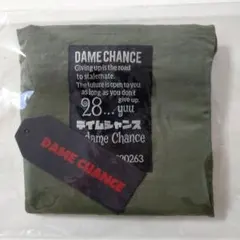 DAME CHANCE
Giving up is the road
to stalemate.
The future is open to you
as long as you don't
give up.
28... yuu
デイムシャンス
dame Chance
DAME CHANCE